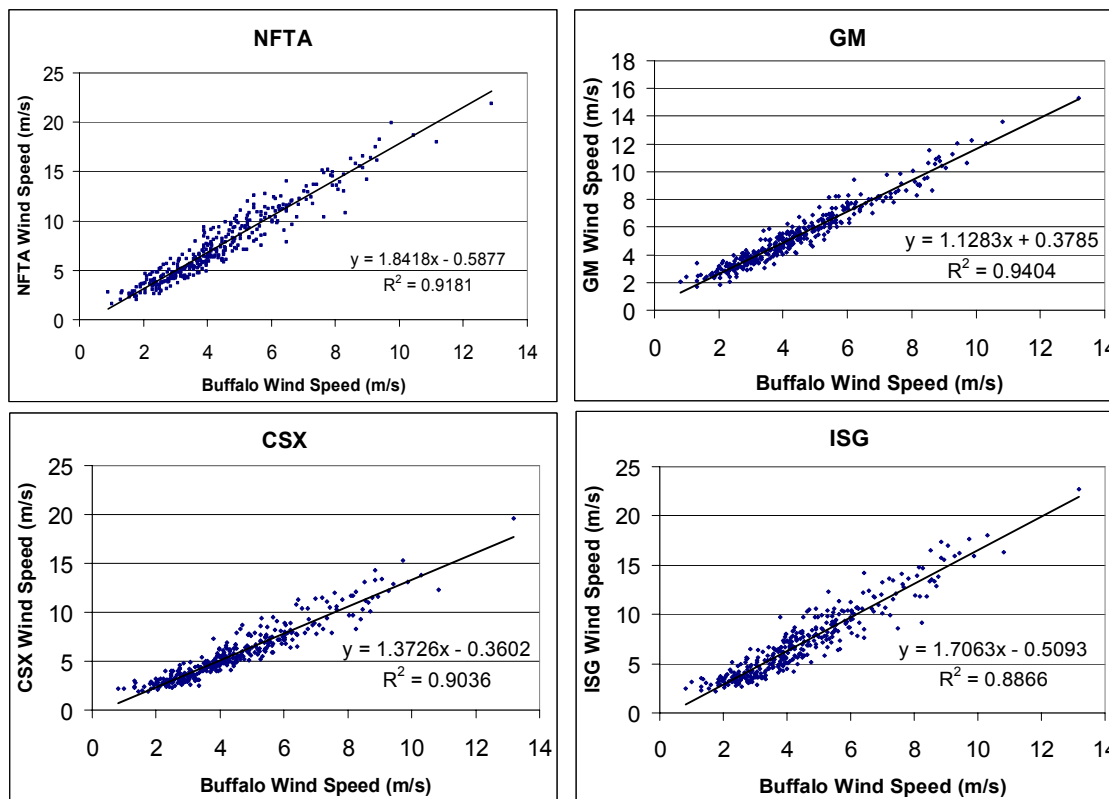 NFTA
NFTA Wind Speed (m/s)
25
20
15
10
5
0
y = 1.8418x - 0.5877
R² = 0.9181
0 2 4 6 8 10 12 14
Buffalo Wind Speed (m/s)
GM
GM Wind Speed (m/s)
18
16
14
12
10
8
6
4
2
0
y = 1.1283x + 0.3785
R² = 0.9404
0 2 4 6 8 10 12 14
Buffalo Wind Speed (m/s)
CSX
CSX Wind Speed (m/s)
25
20
15
10
5
0
y = 1.3726x - 0.3602
R² = 0.9036
0 2 4 6 8 10 12 14
Buffalo Wind Speed (m/s)
ISG
ISG Wind Speed (m/s)
25
20
15
10
5
0
y = 1.7063x - 0.5093
R² = 0.8866
0 2 4 6 8 10 12 14
Buffalo Wind Speed (m/s)